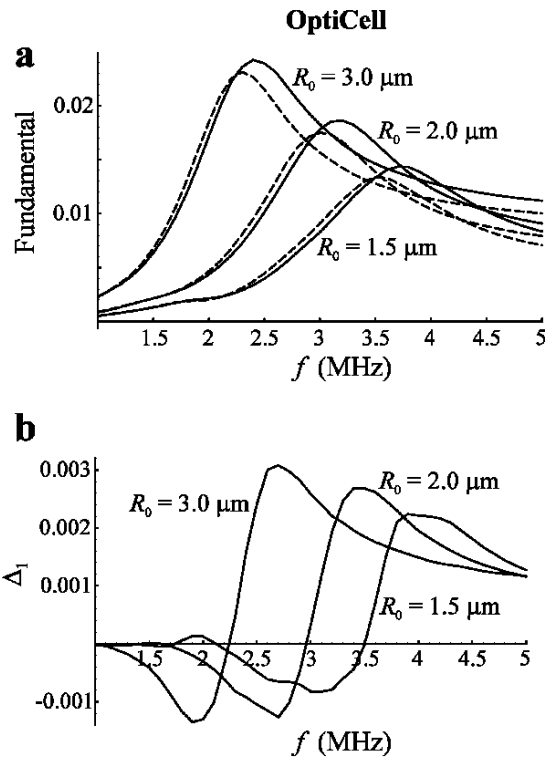 OptiCell
a
Fundamental
0.02
0.01
R₀ = 3.0 μm
R₀ = 2.0 μm
R₀ = 1.5 μm
1.5 2 2.5 3 3.5 4 4.5 5
f (MHz)
b
Δ₁
0.003
0.002
0.001
-0.001
R₀ = 3.0 μm
R₀ = 2.0 μm
R₀ = 1.5 μm
1.5 2 2.5 3 3.5 4 4.5 5
f (MHz)